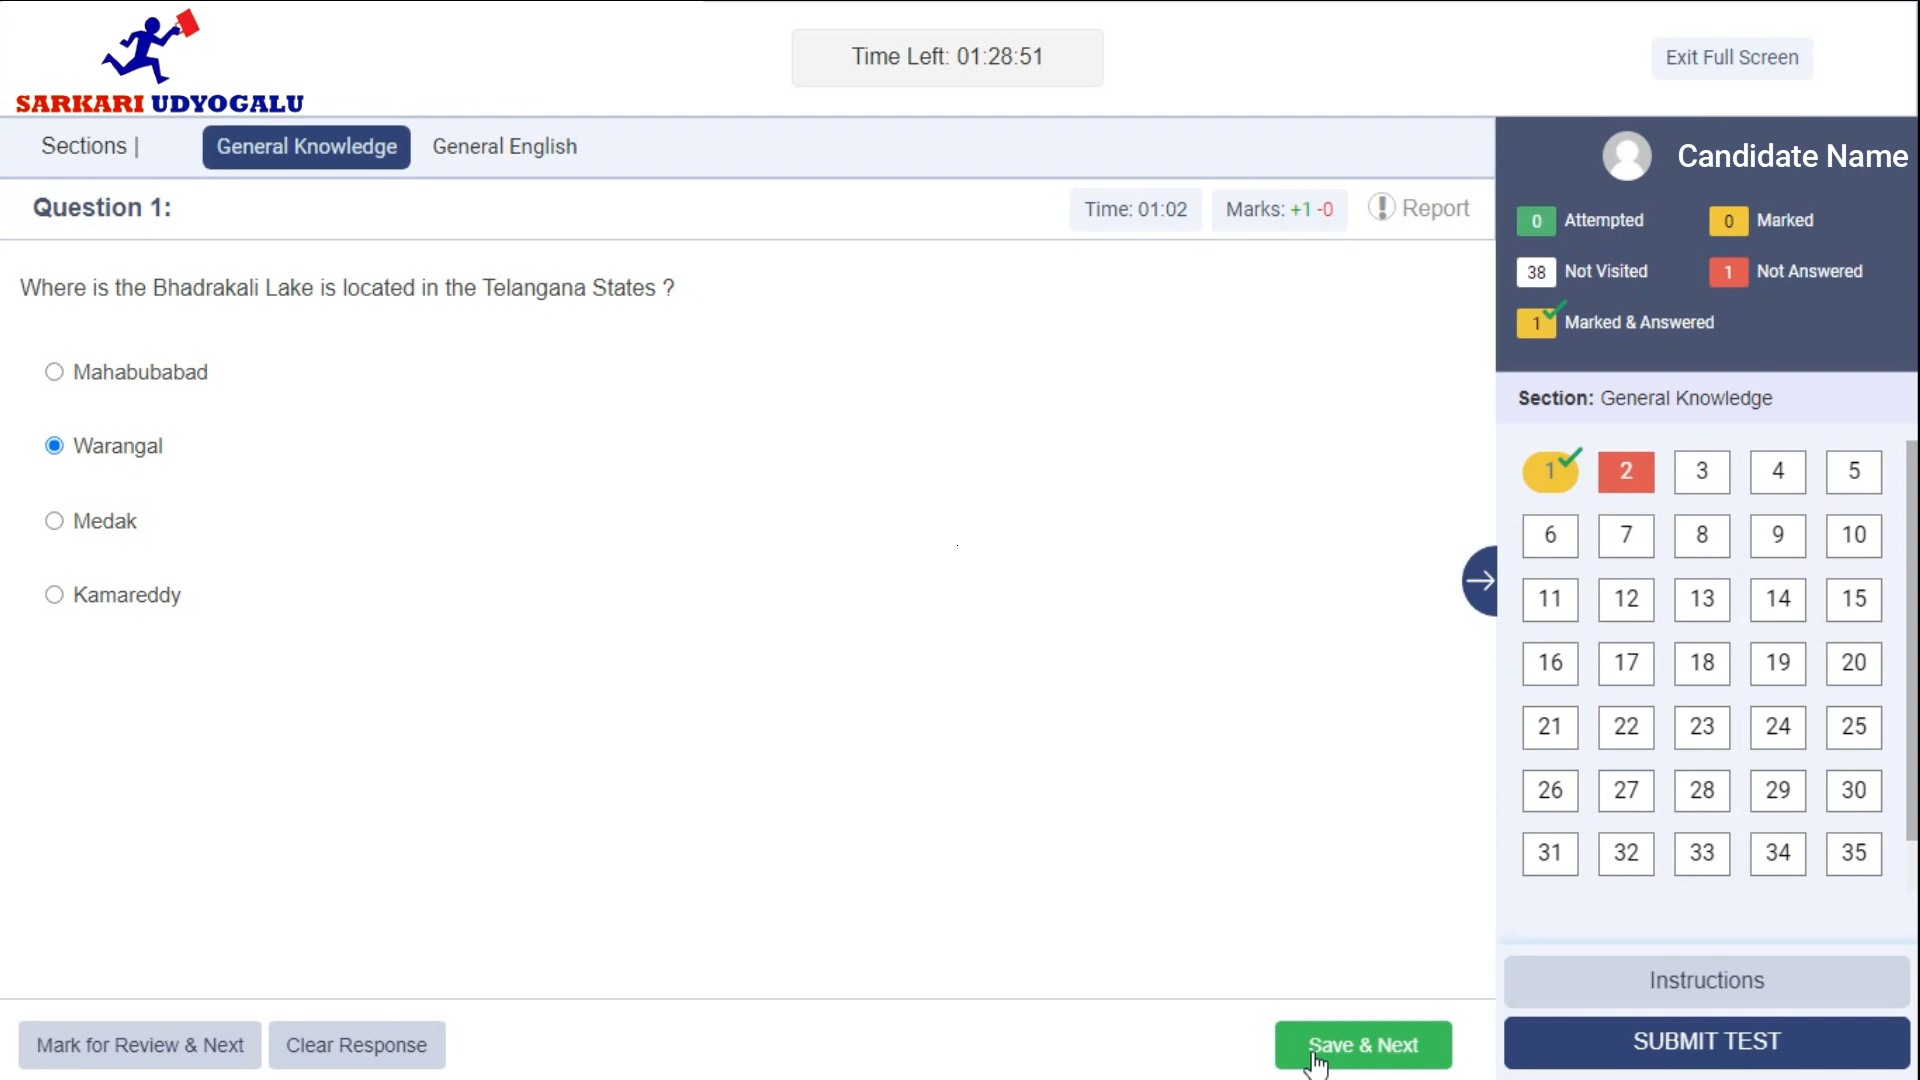 SARKARI UDYOGALU
Time Left: 01:28:51
Exit Full Screen
Sections |
General Knowledge
General English
Question 1:
Time: 01:02
Marks: +1 -0
Report
Where is the Bhadrakali Lake is located in the Telangana States ?
Mahabubabad
Warangal
Medak
Kamareddy
Mark for Review & Next
Clear Response
Save & Next
Candidate Name
0 Attempted
0 Marked
38 Not Visited
1 Not Answered
1 Marked & Answered
Section: General Knowledge
1 2 3 4 5
6 7 8 9 10
11 12 13 14 15
16 17 18 19 20
21 22 23 24 25
26 27 28 29 30
31 32 33 34 35
Instructions
SUBMIT TEST